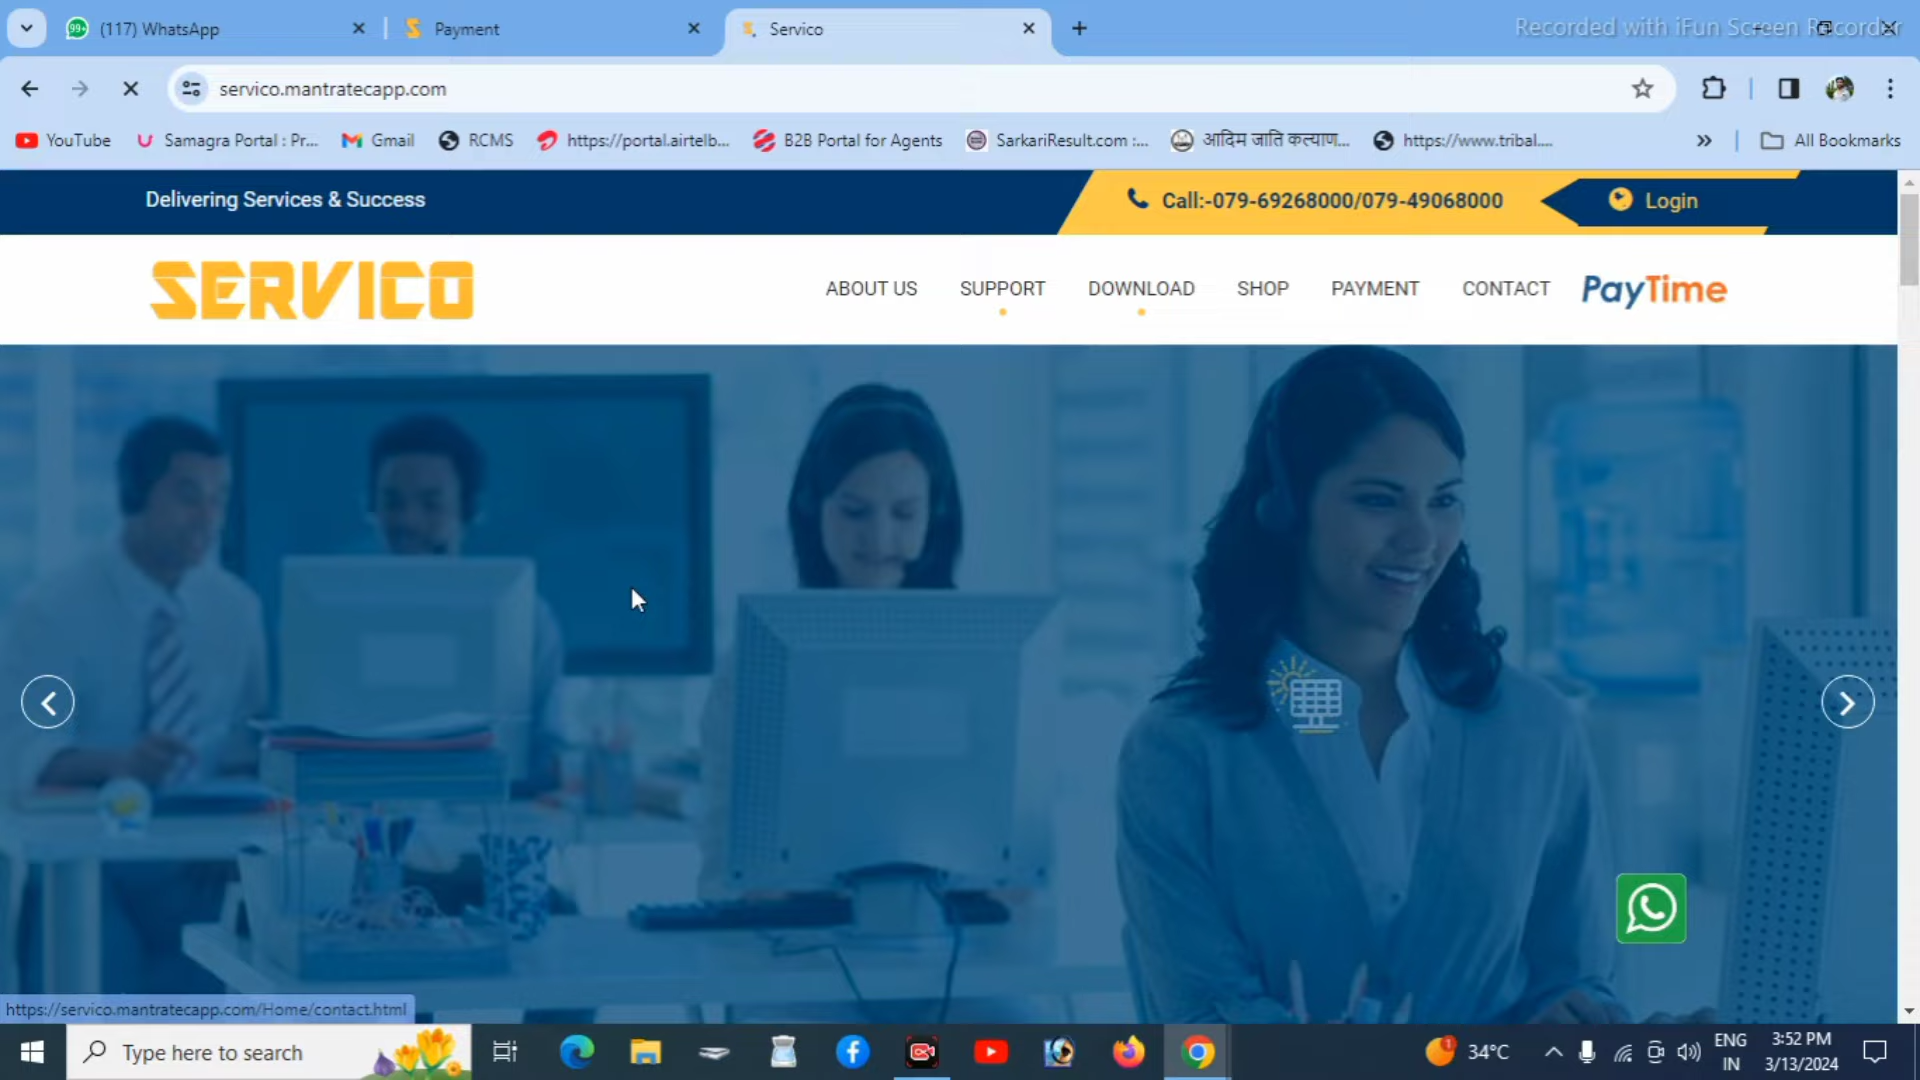 99+ (117) WhatsApp
Payment
Servico
Recorded with iFun Screen Recorder
servico.mantratecapp.com
YouTube
Samagra Portal : Pr...
Gmail
RCMS
https://portal.airtelb...
B2B Portal for Agents
SarkariResult.com :...
आदिम जाति कल्याण...
https://www.tribal....
All Bookmarks
Delivering Services & Success
Call:-079-69268000/079-49068000
Login
SERVICO
ABOUT US
SUPPORT
DOWNLOAD
SHOP
PAYMENT
CONTACT
PayTime
https://servico.mantratecapp.com/Home/contact.html
Type here to search
1
34°C
ENG
IN
3:52 PM
3/13/2024